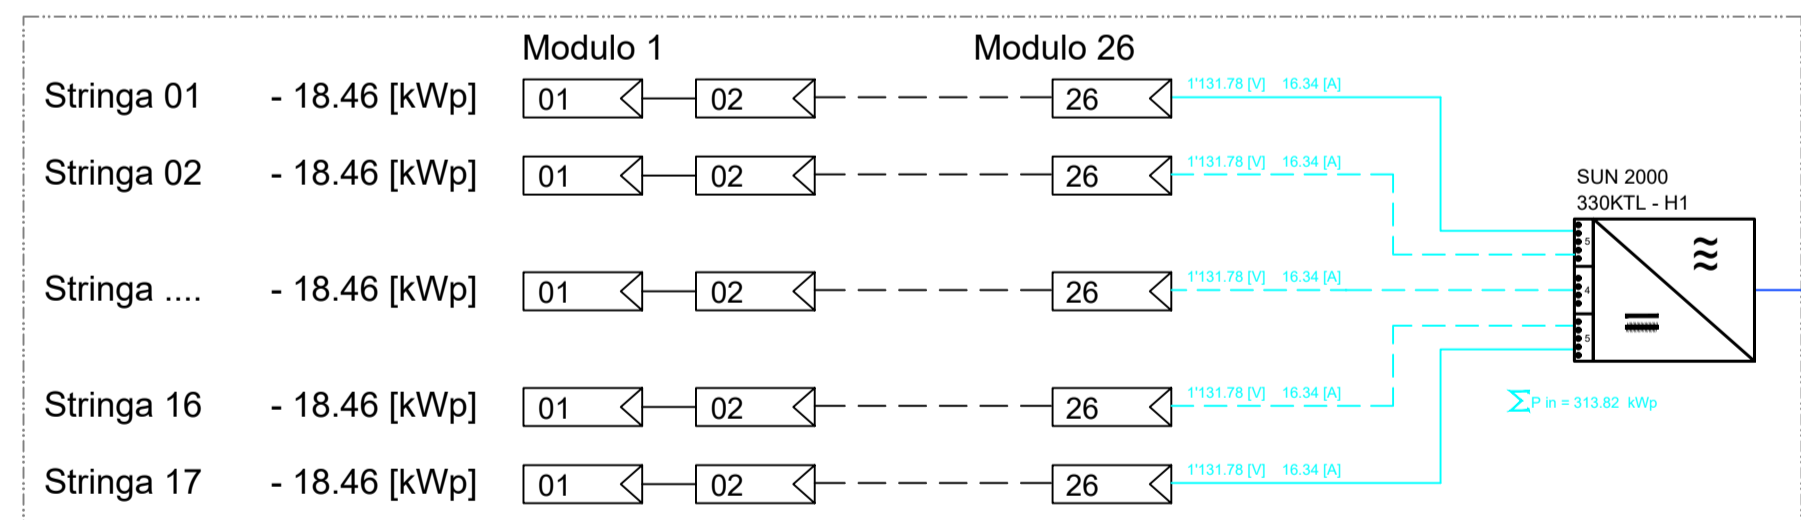 Modulo 1 Modulo 26
Stringa 01 - 18.46 [kWp] 01 02 26 1'131.78 [V] 16.34 [A]
Stringa 02 - 18.46 [kWp] 01 02 26 1'131.78 [V] 16.34 [A]
SUN 2000
330KTL - H1
5
Stringa .... - 18.46 [kWp] 01 02 26 1'131.78 [V] 16.34 [A]
4
5
Stringa 16 - 18.46 [kWp] 01 02 26 1'131.78 [V] 16.34 [A]
∑P in = 313.82 kWp
Stringa 17 - 18.46 [kWp] 01 02 26 1'131.78 [V] 16.34 [A]